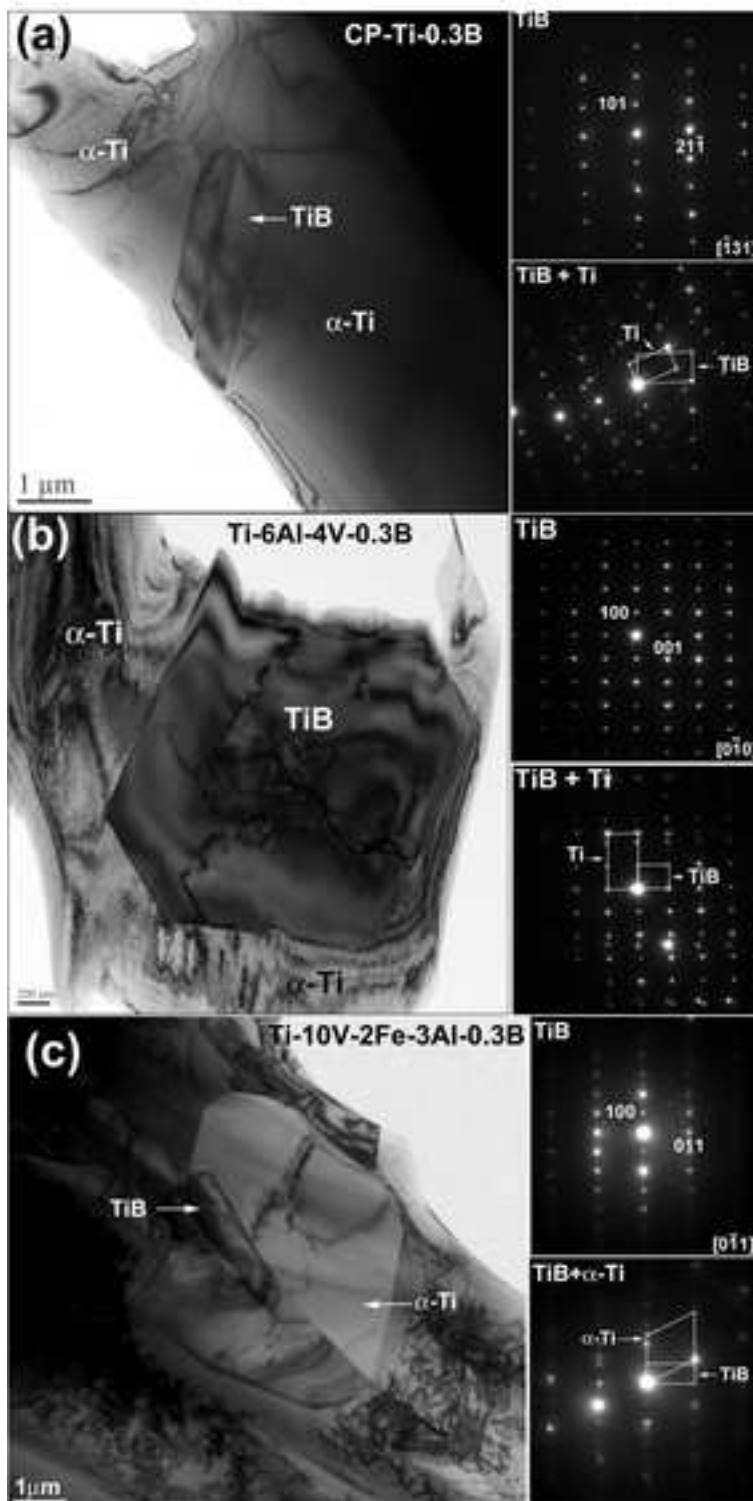 (a)
CP-Ti-0.3B
α-Ti
TiB
α-Ti
1 μm
TiB
101
21̄1̄
[1̄31]
TiB + Ti
Ti
TiB
(b)
Ti-6Al-4V-0.3B
α-Ti
TiB
α-Ti
TiB
100
001
[01̄0]
TiB + Ti
Ti
TiB
(c)
Ti-10V-2Fe-3Al-0.3B
TiB
α-Ti
1μm
TiB
100
011
[01̄1]
TiB+α-Ti
α-Ti
TiB